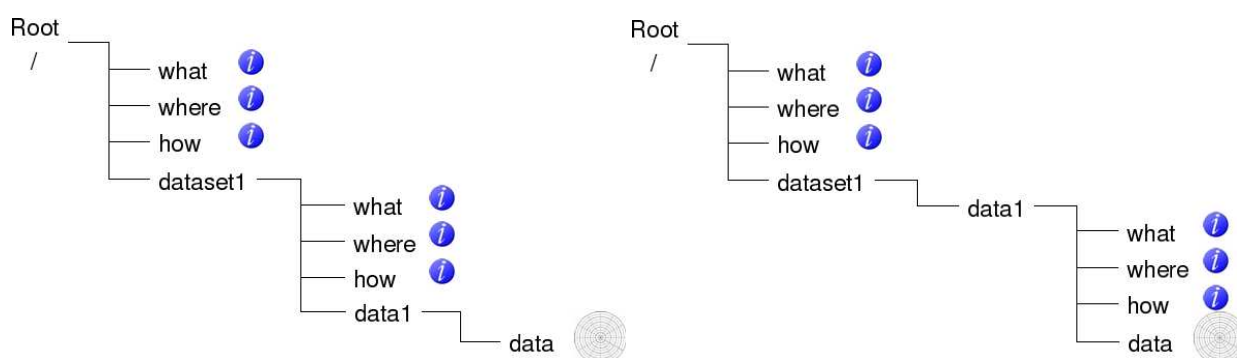 Root
/
what i
where i
how i
dataset1
what i
where i
how i
data1
data
Root
/
what i
where i
how i
dataset1
data1
what i
where i
how i
data